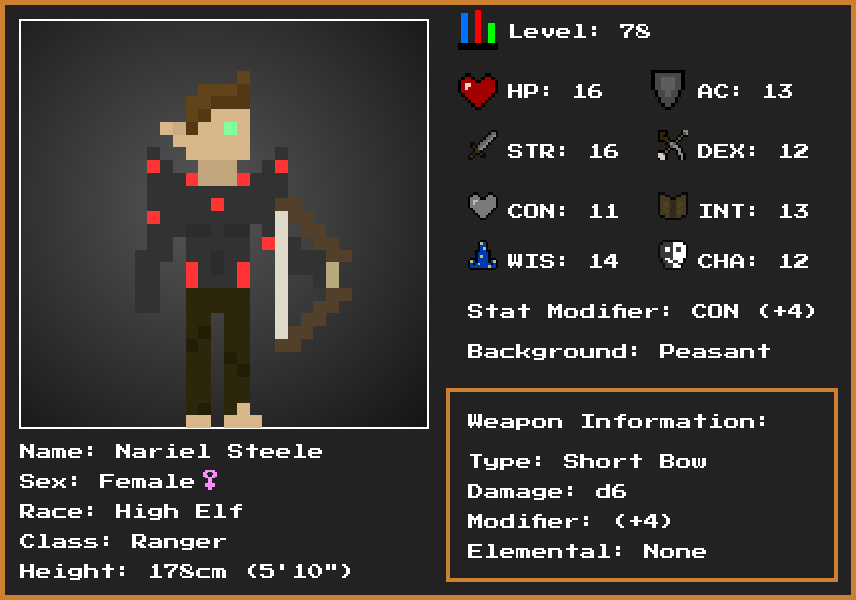 Level: 78
HP: 16 AC: 13
STR: 16 DEX: 12
CON: 11 INT: 13
WIS: 14 CHA: 12
Stat Modifier: CON (+4)
Background: Peasant
Weapon Information:
Type: Short Bow
Damage: d6
Modifier: (+4)
Elemental: None
Name: Nariel Steele
Sex: Female♀
Race: High Elf
Class: Ranger
Height: 178cm (5'10")